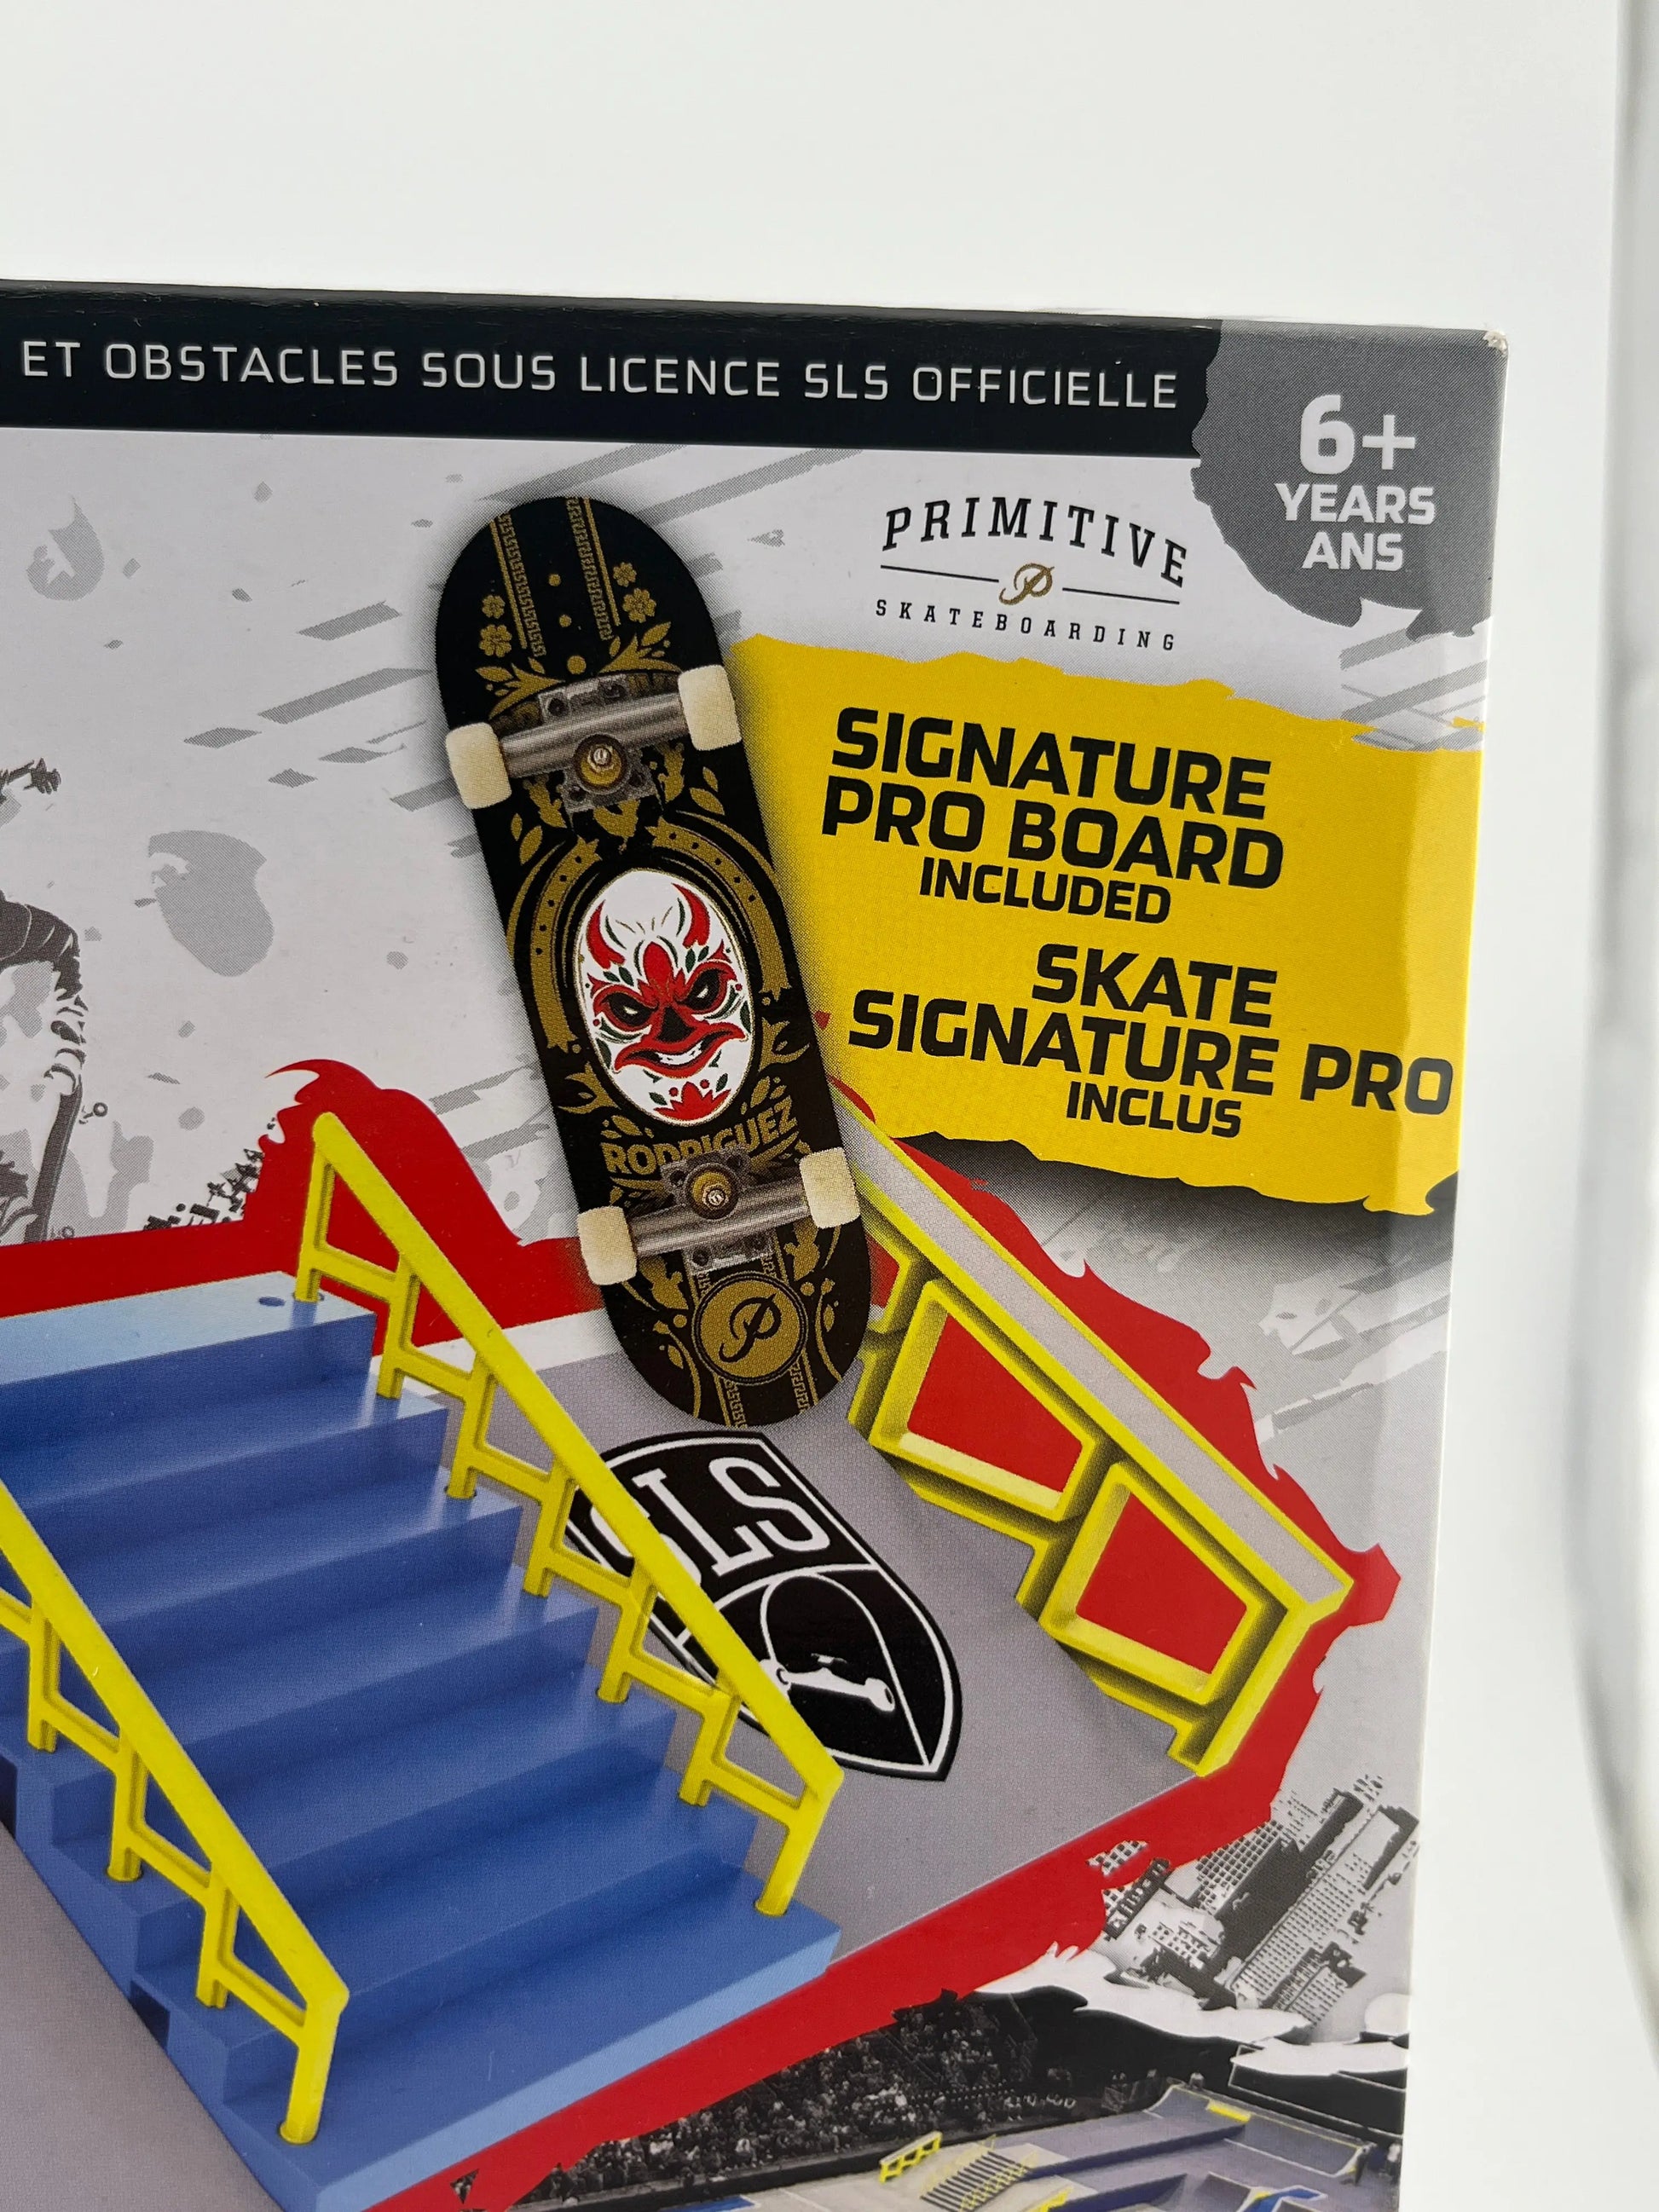 ET OBSTACLES SOUS LICENCE SLS OFFICIELLE
6+
YEARS
ANS
PRIMITIVE
P
SKATEBOARDING
SIGNATURE
PRO BOARD
INCLUDED
SKATE
SIGNATURE PRO
INCLUS
RODRIGUEZ
P
SLS